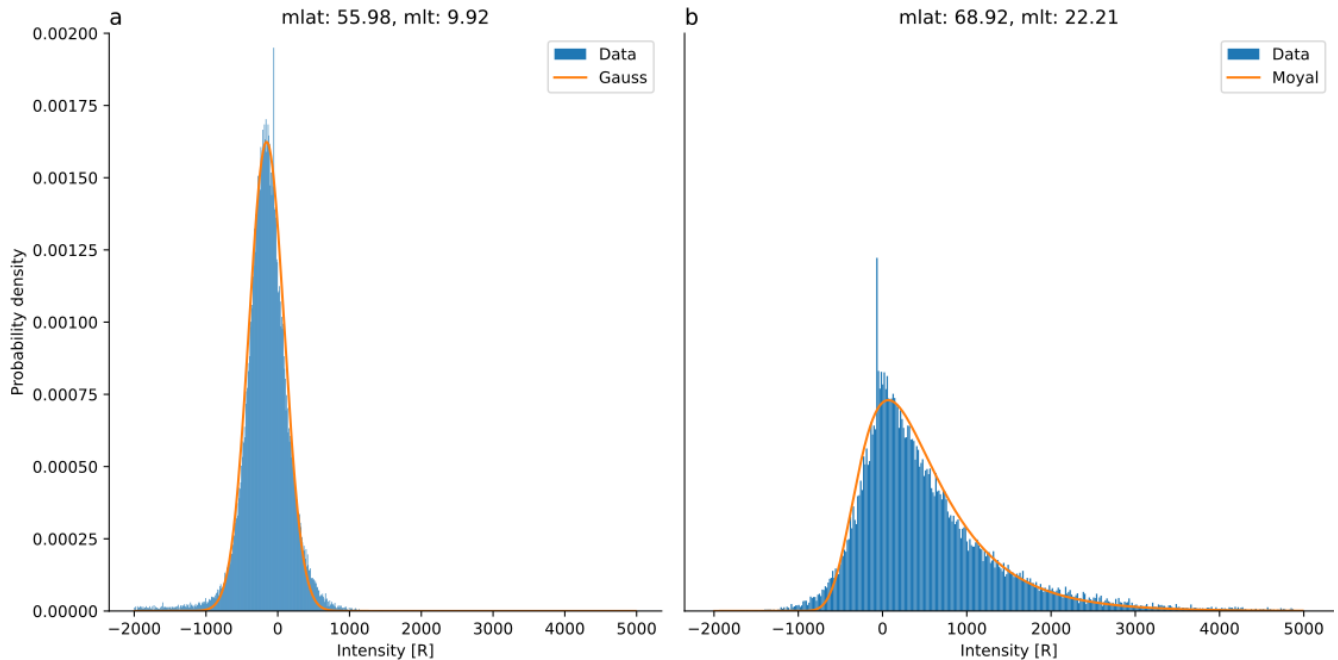 a
mlat: 55.98, mlt: 9.92
Data
Gauss
Probability density
0.00200
0.00175
0.00150
0.00125
0.00100
0.00075
0.00050
0.00025
0.00000
−2000 −1000 0 1000 2000 3000 4000 5000
Intensity [R]
b
mlat: 68.92, mlt: 22.21
Data
Moyal
−2000 −1000 0 1000 2000 3000 4000 5000
Intensity [R]